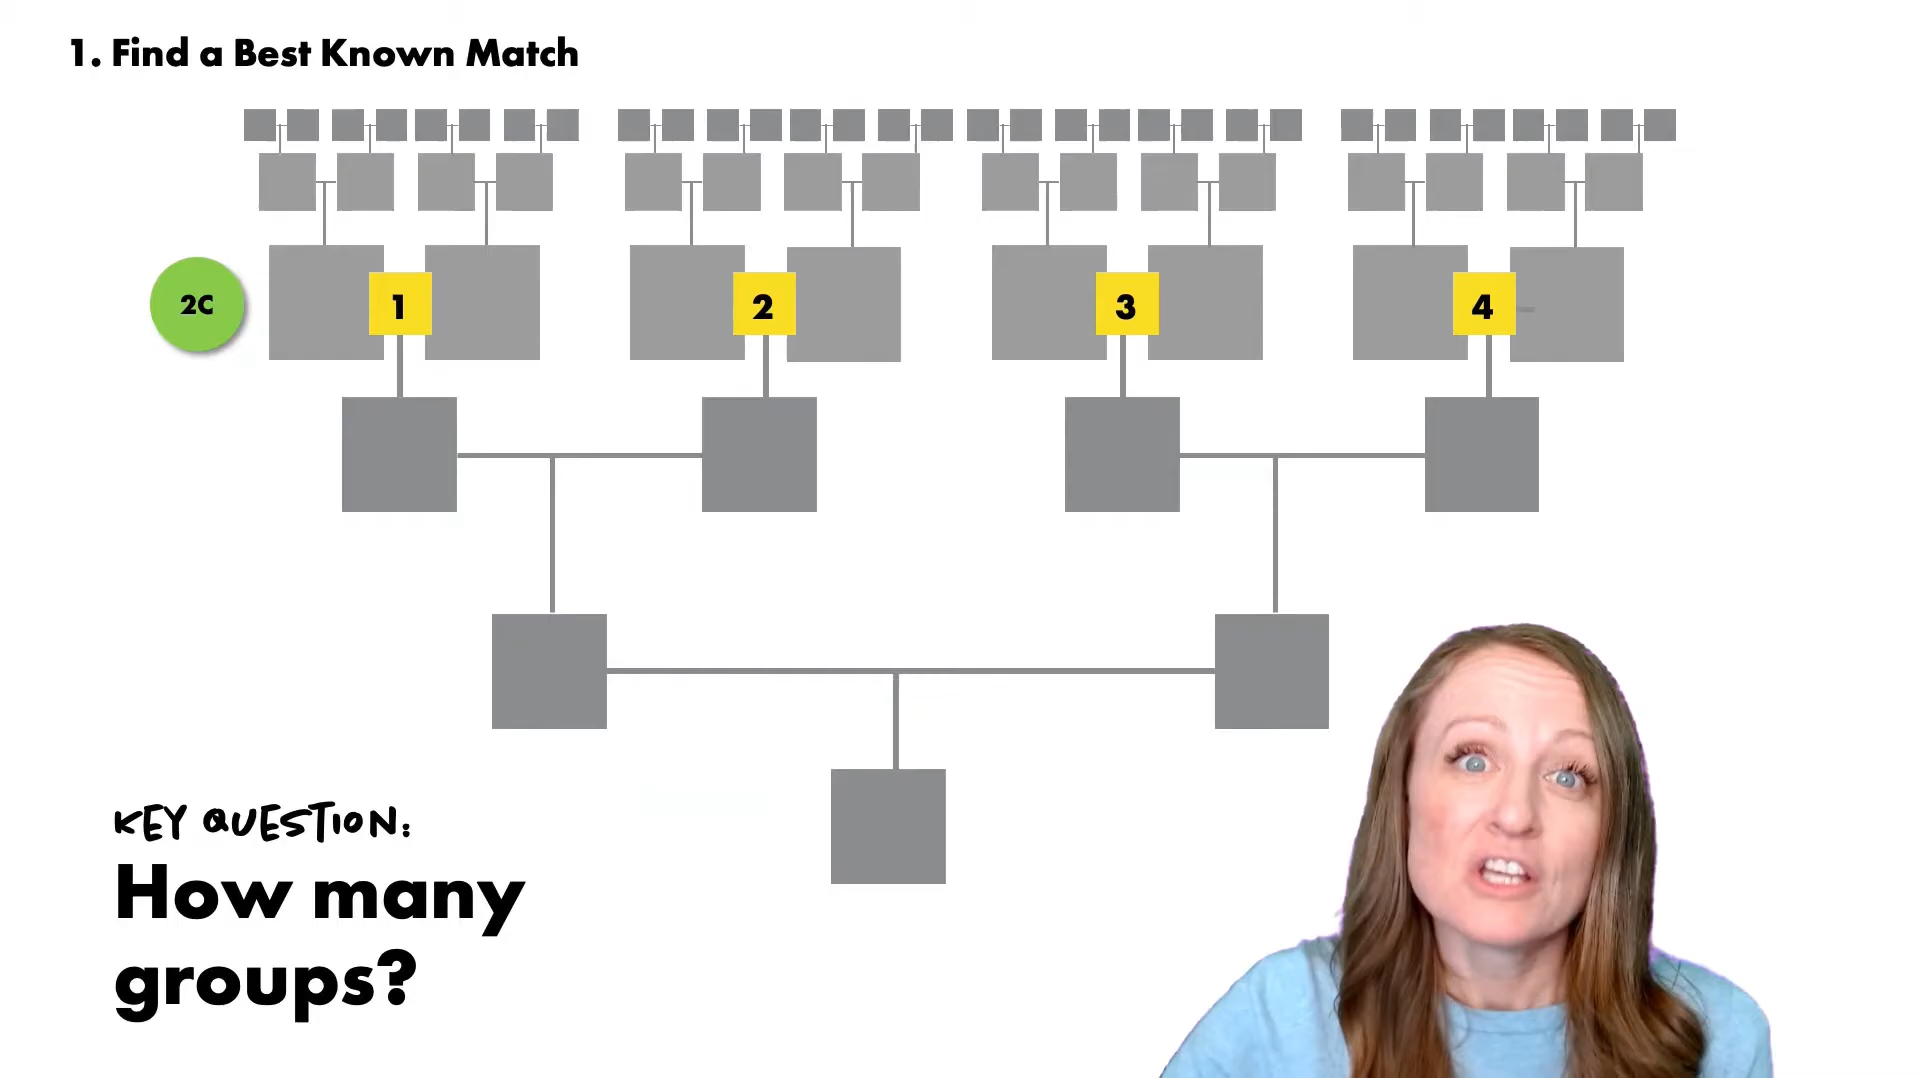 1. Find a Best Known Match
2C
1
2
3
4
KEY QUESTION:
How many
groups?